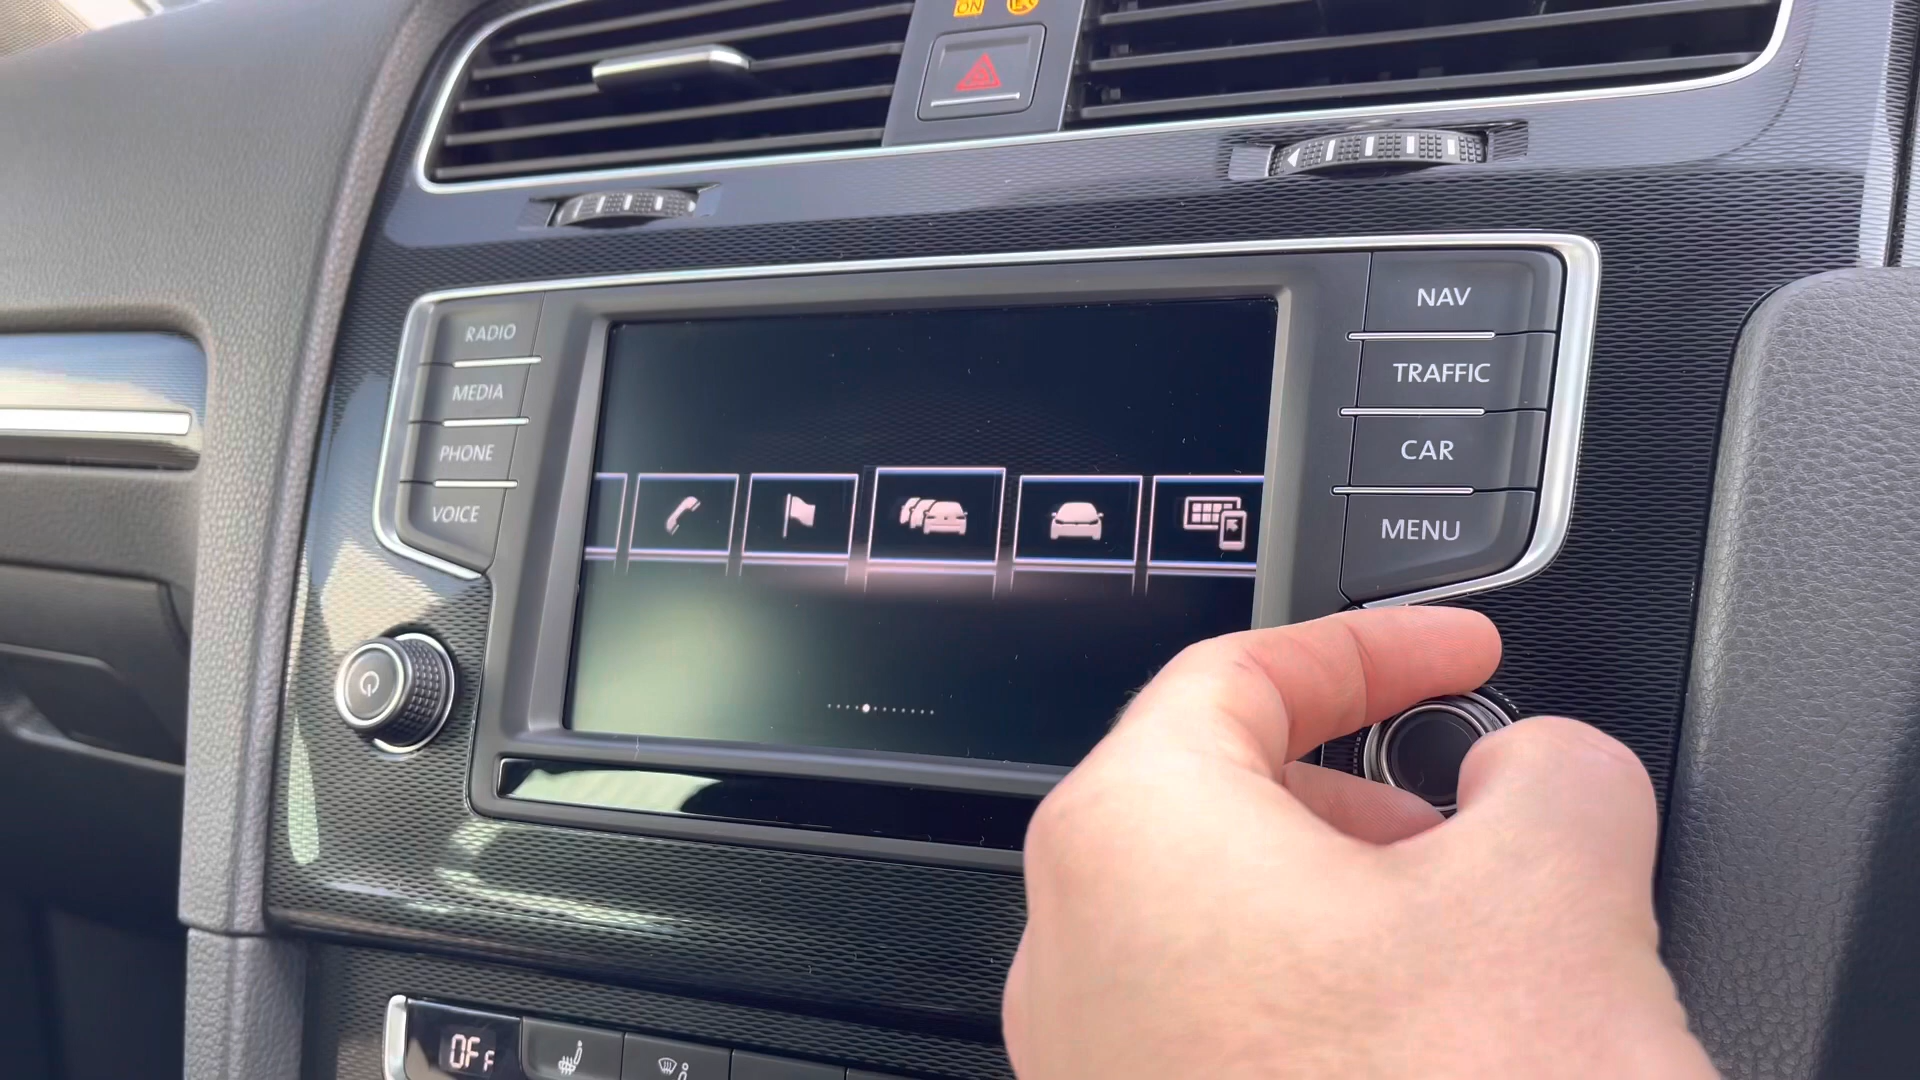 ON
RADIO
MEDIA
PHONE
VOICE
NAV
TRAFFIC
CAR
MENU
OFF